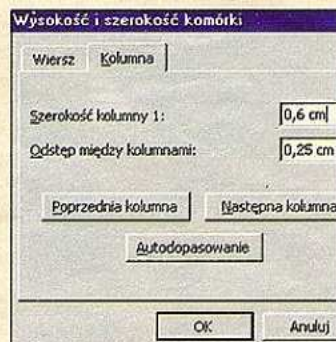 Wysokość i szerokość komórki
Wiersz Kolumna
Szerokość kolumny 1: 0,6 cm
Odstęp między kolumnami: 0,25 cm
Poprzednia kolumna Następna kolumna
Autodopasowanie
OK Anuluj